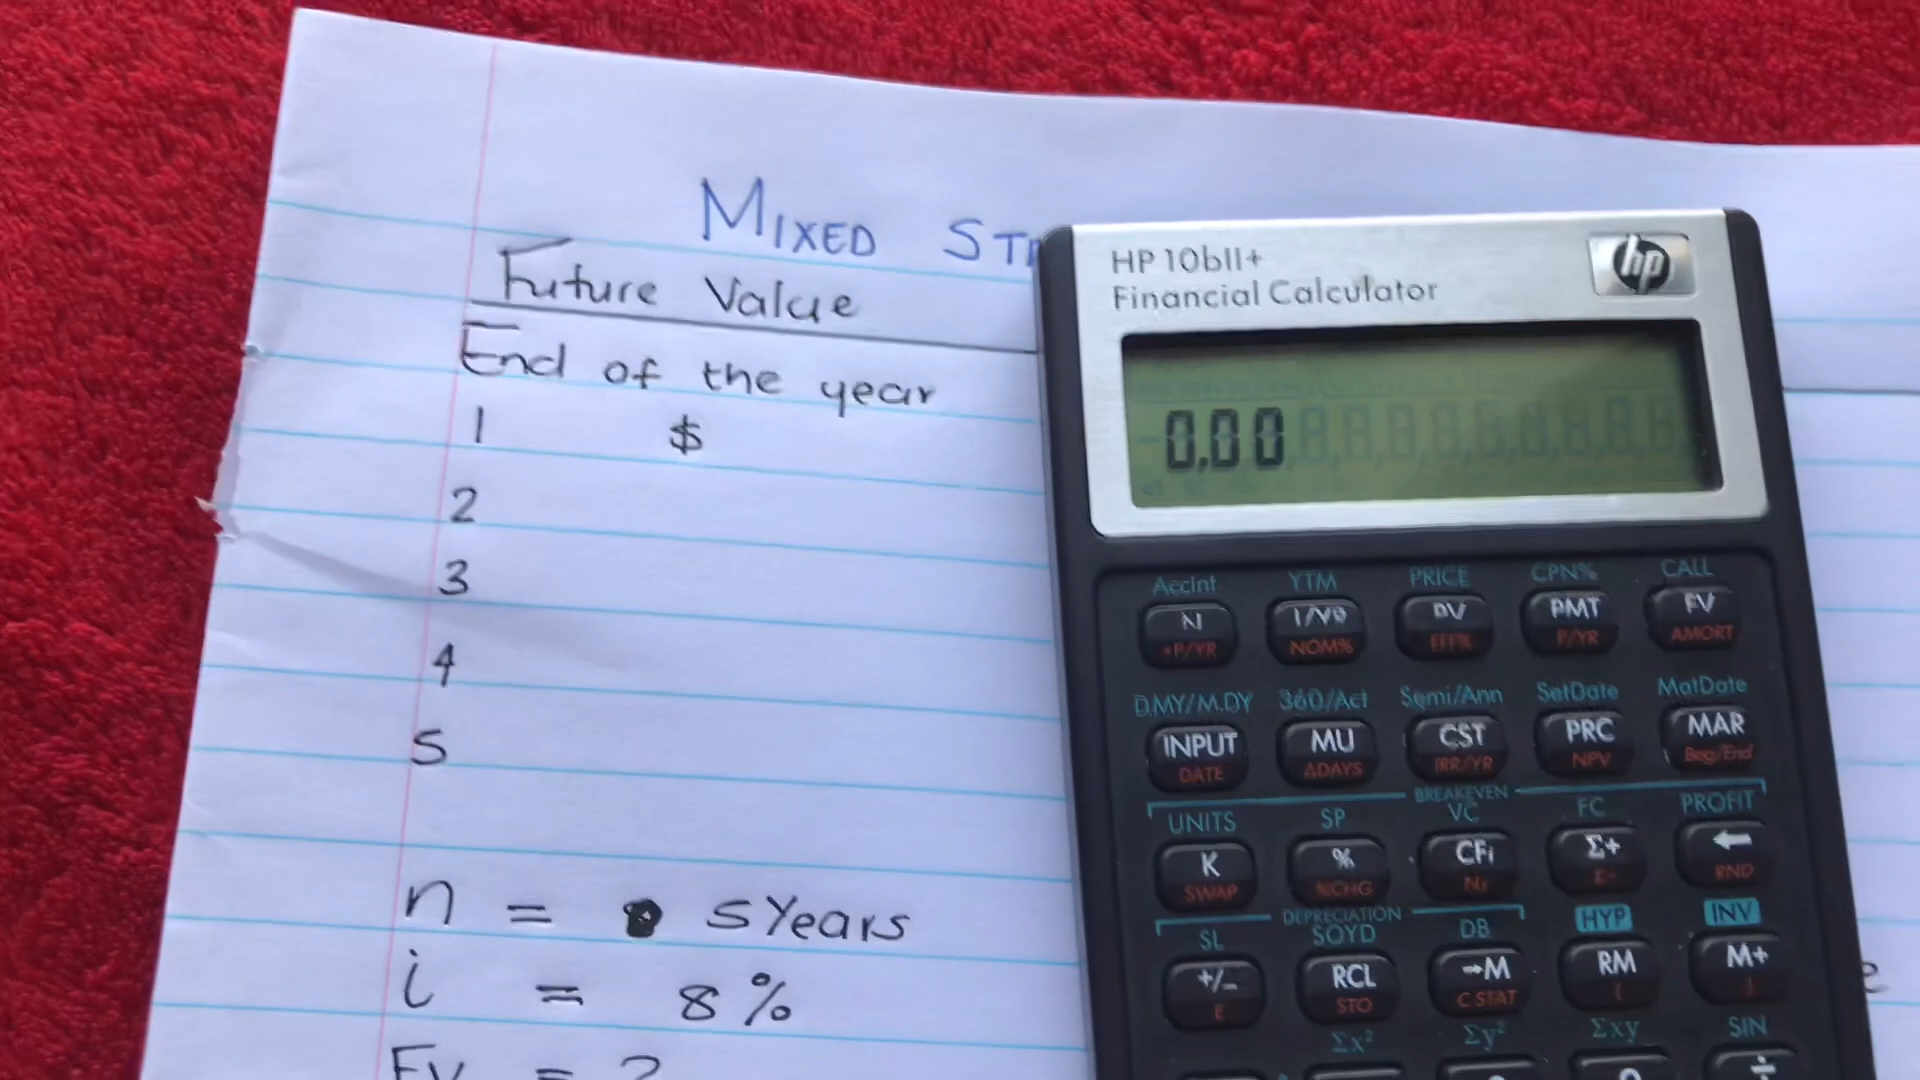 MIXED
Future Value
End of the year
1 $
2
3
4
5
n = 5 Years
i = 8%
FV = ?
HP 10bII+
Financial Calculator
hp
0.00
AccInt YTM PRICE CPN% CALL
N I/YR PV PMT FV
xP/YR NOM% EFF% P/YR AMORT
D.MY/M.DY 360/Act Semi/Ann SetDate MatDate
INPUT MU CST PRC MAR
DATE ΔDAYS IRR/YR NPV Beg/End
BREAKEVEN
UNITS SP VC FC PROFIT
K % CFj Σ+ ←
SWAP %CHG Nj Σ- RND
DEPRECIATION
SL SOYD DB HYP INV
+/- RCL →M RM M+
E STO C STAT ( )
Σx² Σy² Σxy SIN
÷